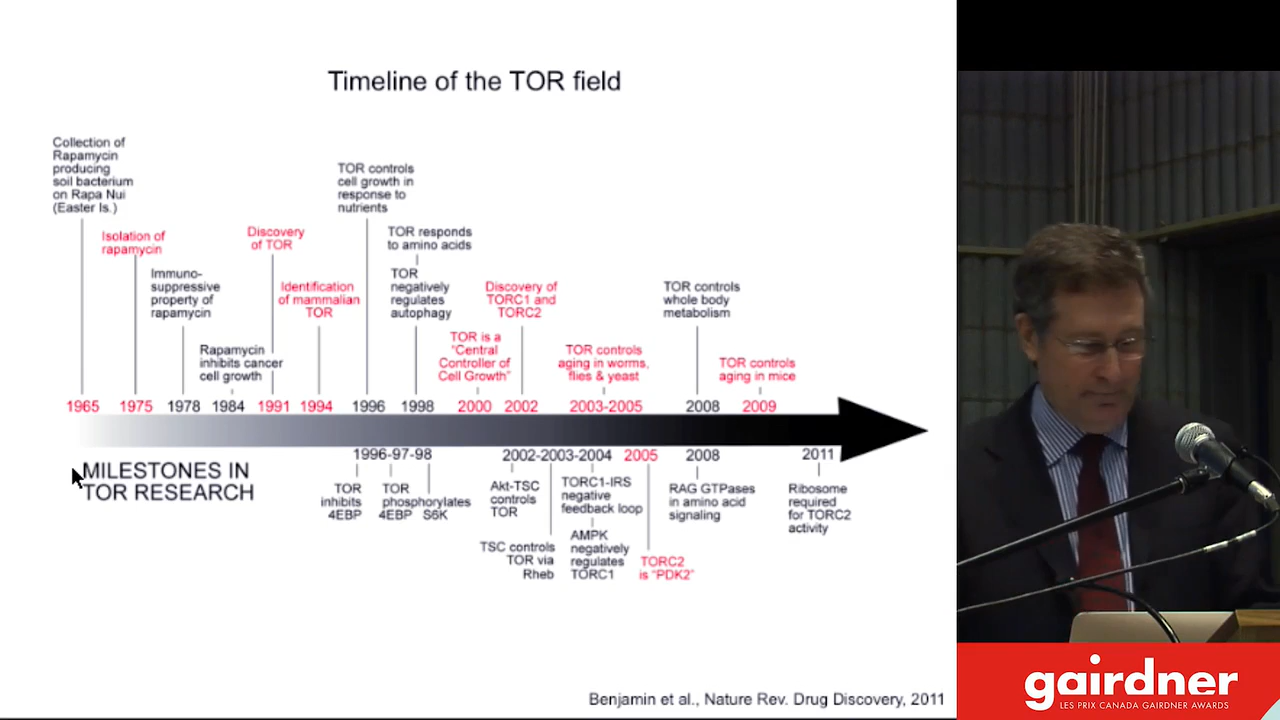 Timeline of the TOR field
Collection of
Rapamycin
producing
soil bacterium
on Rapa Nui
(Easter Is.)
Isolation of
rapamycin
Immuno-
suppressive
property of
rapamycin
Rapamycin
inhibits cancer
cell growth
Discovery
of TOR
Identification
of mammalian
TOR
TOR controls
cell growth in
response to
nutrients
TOR responds
to amino acids
TOR
negatively
regulates
autophagy
TOR is a
"Central
Controller of
Cell Growth"
Discovery of
TORC1 and
TORC2
TOR controls
aging in worms,
flies & yeast
TOR controls
whole body
metabolism
TOR controls
aging in mice
1965 1975 1978 1984 1991 1994 1996 1998 2000 2002 2003-2005 2008 2009
1996-97-98 2002-2003-2004 2005 2008 2011
MILESTONES IN
TOR RESEARCH
TOR
inhibits
4EBP
TOR
phosphorylates
4EBP S6K
Akt-TSC
controls
TOR
TSC controls
TOR via
Rheb
TORC1-IRS
negative
feedback loop
AMPK
negatively
regulates
TORC1
TORC2
is "PDK2"
RAG GTPases
in amino acid
signaling
Ribosome
required
for TORC2
activity
Benjamin et al., Nature Rev. Drug Discovery, 2011
gairdner
LES PRIX CANADA GAIRDNER AWARDS